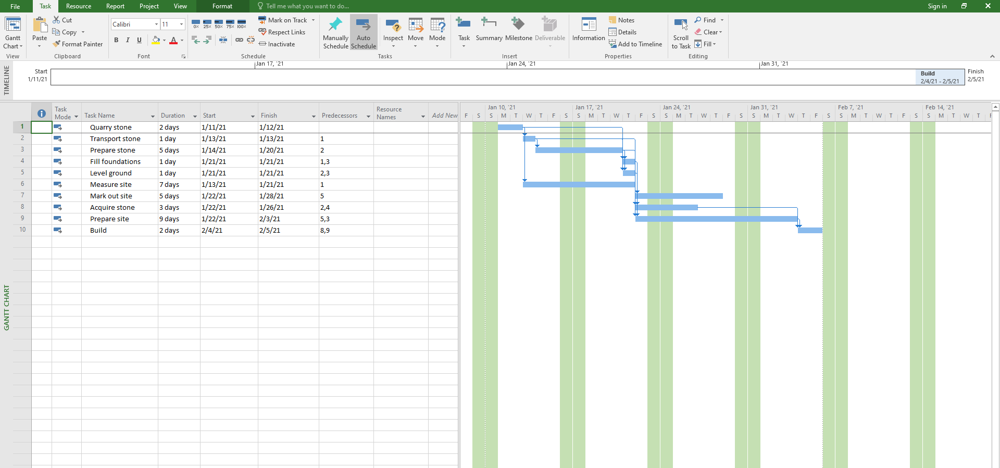 File Task Resource Report Project View Format Tell me what you want to do... Sign in
Gantt Chart
View
Paste
Cut
Copy
Format Painter
Clipboard
Calibri 11
B I U A
Font
0% 25% 50% 75% 100%
Mark on Track
Respect Links
Inactivate
Schedule
Manually Schedule
Auto Schedule
Inspect
Move
Mode
Tasks
Task
Summary
Milestone
Deliverable
Insert
Information
Notes
Details
Add to Timeline
Properties
Scroll to Task
Find
Clear
Fill
Editing
TIMELINE
Jan 17, '21 Jan 24, '21 Jan 31, '21
Start
1/11/21
Build
2/4/21 - 2/5/21
Finish
2/5/21
GANTT CHART
Task Mode Task Name Duration Start Finish Predecessors Resource Names Add New
1 Quarry stone 2 days 1/11/21 1/12/21
2 Transport stone 1 day 1/13/21 1/13/21 1
3 Prepare stone 5 days 1/14/21 1/20/21 2
4 Fill foundations 1 day 1/21/21 1/21/21 1,3
5 Level ground 1 day 1/21/21 1/21/21 2,3
6 Measure site 7 days 1/13/21 1/21/21 1
7 Mark out site 5 days 1/22/21 1/28/21 5
8 Acquire stone 3 days 1/22/21 1/26/21 2,4
9 Prepare site 9 days 1/22/21 2/3/21 5,3
10 Build 2 days 2/4/21 2/5/21 8,9
Jan 10, '21 Jan 17, '21 Jan 24, '21 Jan 31, '21 Feb 7, '21 Feb 14, '21
F S S M T W T F S S M T W T F S S M T W T F S S M T W T F S S M T W T F S S M T W T F